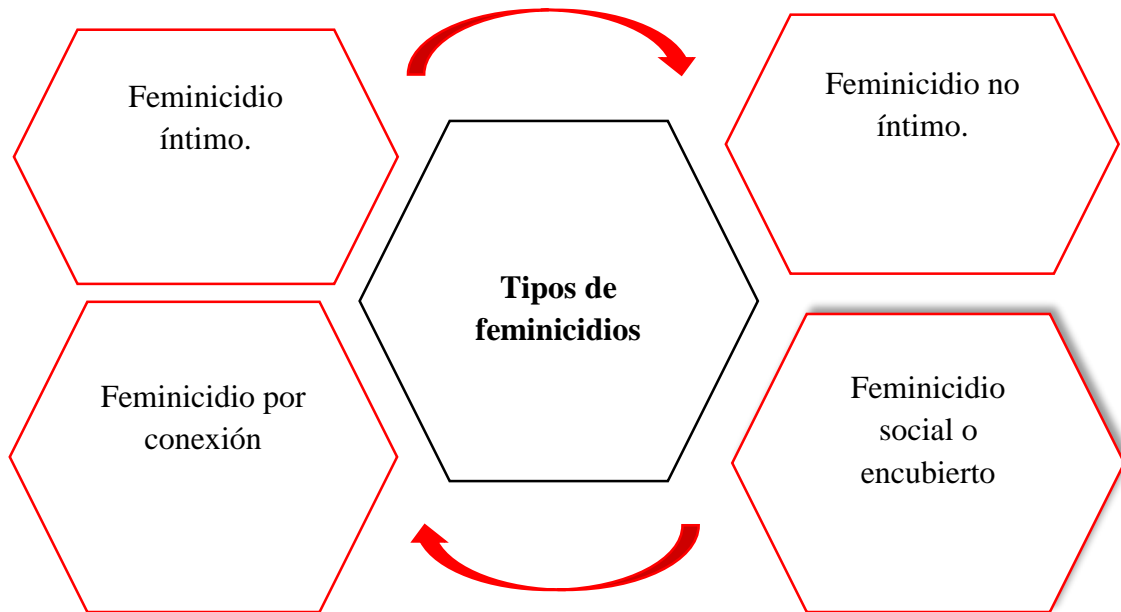 Feminicidio
íntimo.
Feminicidio no
íntimo.
Tipos de
feminicidios
Feminicidio por
conexión
Feminicidio
social o
encubierto